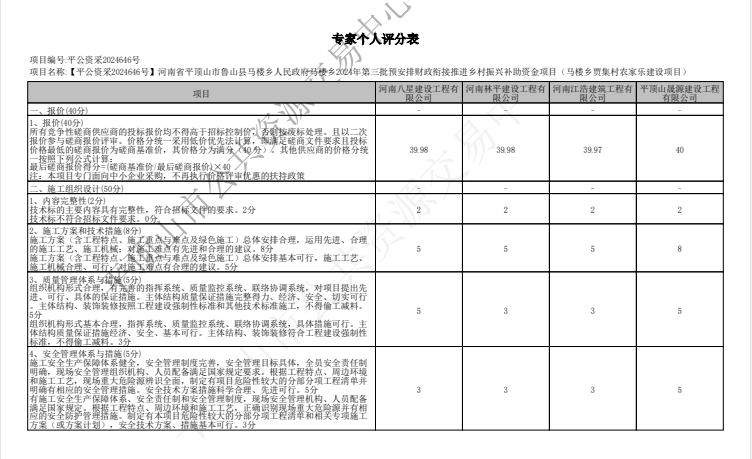 专家个人评分表
项目编号:平公资采2024646号
项目名称:【平公资采2024646号】河南省平顶山市鲁山县马楼乡人民政府马楼乡2024年第三批预安排财政衔接推进乡村振兴补助资金项目（马楼乡贾集村农家乐建设项目）
项目 河南八星建设工程有限公司 河南林平建设工程有限公司 河南江浩建筑工程有限公司 平顶山晟源建设工程有限公司
一、报价(40分) - - - -
1、报价(40分)
所有竞争性磋商供应商的投标报价均不得高于招标控制价，否则按废标处理。且以二次
报价参与磋商报价评审。价格分统一采用低价优先法计算，即满足磋商文件要求且投标
价格最低的磋商报价为磋商基准价，其价格分为满分（40分）。其他供应商的价格分统
一按照下列公式计算:
最后磋商报价得分=(磋商基准价/最后磋商报价)×40
注: 本项目专门面向中小企业采购，不再执行价格评审优惠的扶持政策
39.98 39.98 39.97 40
二、施工组织设计(50分) - - - -
1、内容完整性(2分)
技术标的主要内容具有完整性，符合招标文件的要求。2分
技术标不符合招标文件要求。0分
2 2 2 2
2、施工方案和技术措施(8分)
施工方案（含工程特点、施工重点与难点及绿色施工）总体安排合理，运用先进、合理
的施工工艺、施工机械；对施工难点有先进和合理的建议。8分
施工方案（含工程特点、施工重点与难点及绿色施工）总体安排基本可行，施工工艺、
施工机械合理、可行；对施工难点有合理的建议。5分
5 5 5 8
3、质量管理体系与措施(5分)
组织机构形式合理，有完善的指挥系统、质量监控系统、联络协调系统，对项目提出先
进、可行、具体的保证措施。主体结构质量保证措施完整得力、经济、安全、切实可行
。主体结构、装饰装修按照工程建设强制性标准和其他技术标准施工，不得偷工减料。
5分
组织机构形式基本合理，指挥系统、质量监控系统、联络协调系统，具体措施可行。主
体结构质量保证措施经济、安全、基本可行。主体结构、装饰装修符合工程建设强制性
标准，不得偷工减料。3分
5 3 3 5
4、安全管理体系与措施(5分)
施工安全生产保障体系健全，安全管理制度完善，安全管理目标具体，全员安全责任制
明确，现场安全管理组织机构、人员配备满足国家规定要求。根据工程特点、周边环境
和施工工艺，现场重大危险源辨识全面，制定有项目危险性较大的分部分项工程清单并
明确有相应的安全管理措施。安全技术方案措施科学合理、先进可行。5分
有施工安全生产保障体系、安全责任制和安全管理制度，现场安全管理机构、人员配备
满足国家规定。根据工程特点、周边环境和施工工艺，正确识别现场重大危险源并有相
应的安全防护管理措施。制定有本项目危险性较大的分部分项工程清单和相关专项施工
方案（或方案计划），安全技术方案、措施基本可行。3分
3 3 3 5